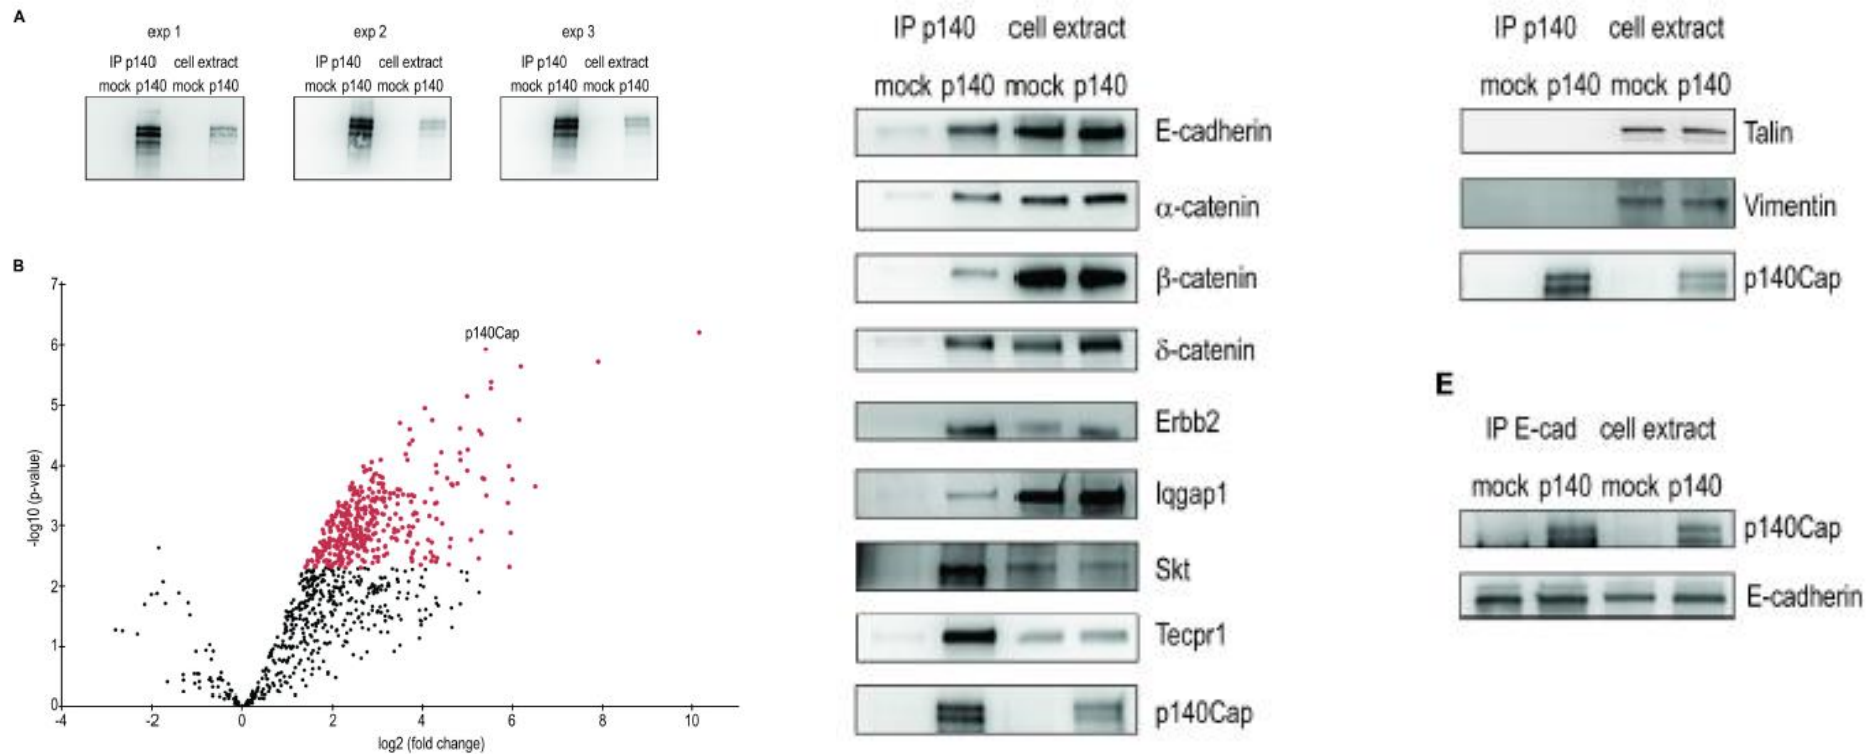 A
exp 1
exp 2
exp 3
IP p140 cell extract
IP p140 cell extract
IP p140 cell extract
mock p140 mock p140
mock p140 mock p140
mock p140 mock p140
B
7
6
5
4
3
2
1
0
-log10 (p-value)
p140Cap
-4 -2 0 2 4 6 8 10
log2 (fold change)
IP p140 cell extract
mock p140 mock p140
E-cadherin
α-catenin
β-catenin
δ-catenin
Erbb2
Iqgap1
Skt
Tecpr1
p140Cap
IP p140 cell extract
mock p140 mock p140
Talin
Vimentin
p140Cap
E
IP E-cad cell extract
mock p140 mock p140
p140Cap
E-cadherin